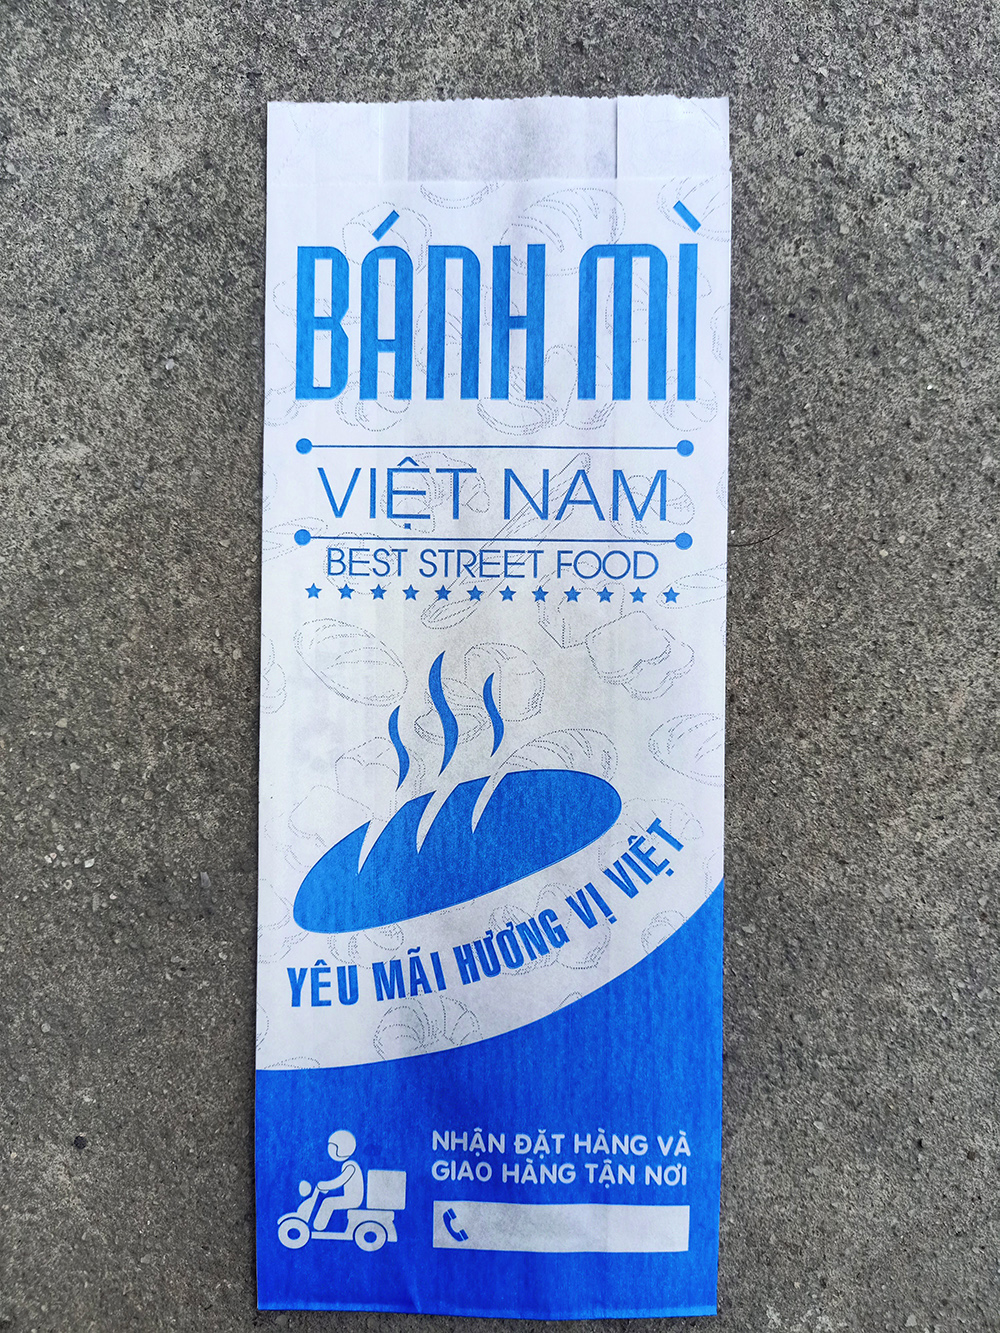 BÁNH MÌ
VIỆT NAM
BEST STREET FOOD
YÊU MÃI HƯƠNG VỊ VIỆT
NHẬN ĐẶT HÀNG VÀ
GIAO HÀNG TẬN NƠI